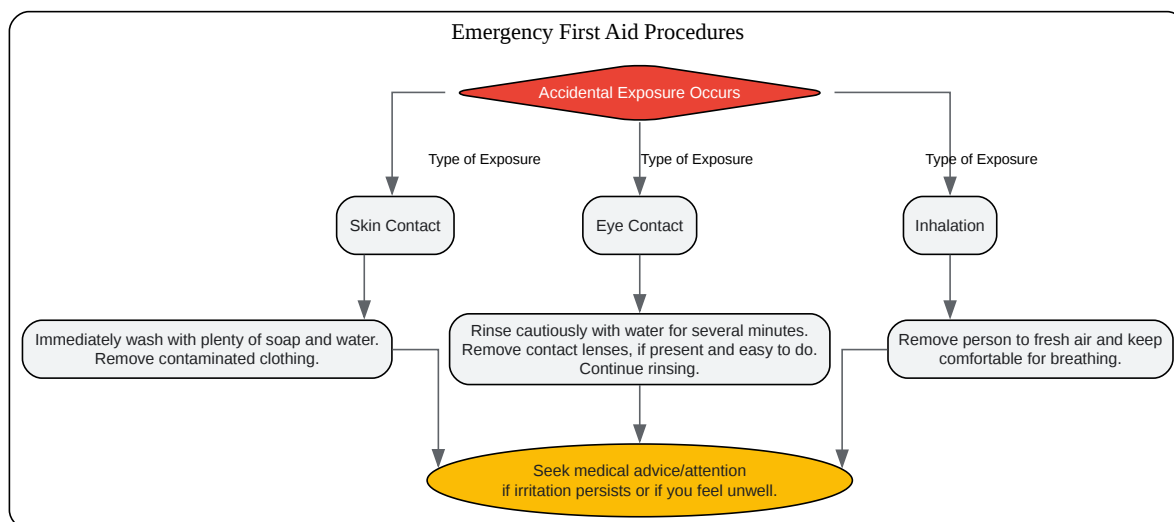 Emergency First Aid Procedures
Accidental Exposure Occurs
Type of Exposure
Type of Exposure
Type of Exposure
Skin Contact
Eye Contact
Inhalation
Immediately wash with plenty of soap and water.
Remove contaminated clothing.
Rinse cautiously with water for several minutes.
Remove contact lenses, if present and easy to do.
Continue rinsing.
Remove person to fresh air and keep
comfortable for breathing.
Seek medical advice/attention
if irritation persists or if you feel unwell.